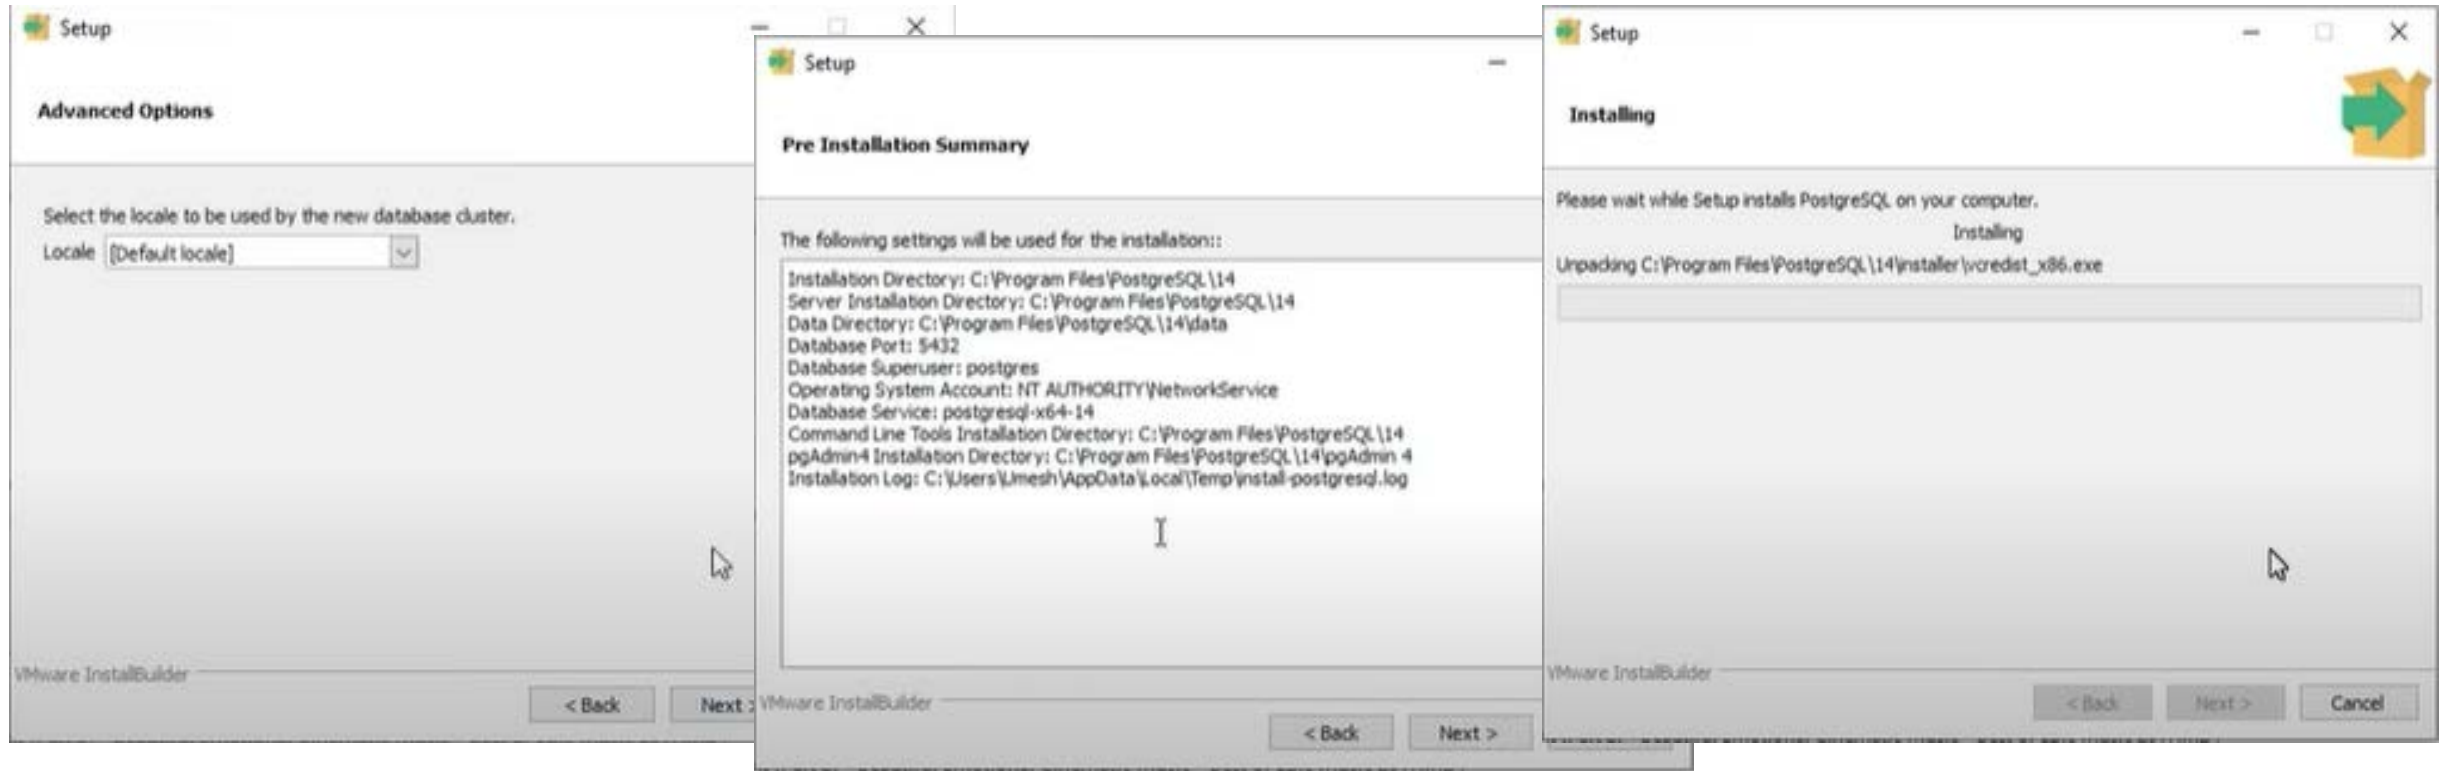 Setup
Advanced Options
Select the locale to be used by the new database cluster.
Locale [Default locale]
VMware InstallBuilder
< Back
Next >
Setup
Pre Installation Summary
The following settings will be used for the installation::
Installation Directory: C:\Program Files\PostgreSQL\14
Server Installation Directory: C:\Program Files\PostgreSQL\14
Data Directory: C:\Program Files\PostgreSQL\14\data
Database Port: 5432
Database Superuser: postgres
Operating System Account: NT AUTHORITY\NetworkService
Database Service: postgresql-x64-14
Command Line Tools Installation Directory: C:\Program Files\PostgreSQL\14
pgAdmin4 Installation Directory: C:\Program Files\PostgreSQL\14\pgAdmin 4
Installation Log: C:\Users\Umesh\AppData\Local\Temp\install-postgresql.log
VMware InstallBuilder
< Back
Next >
Setup
Installing
Please wait while Setup installs PostgreSQL on your computer.
Installing
Unpacking C:\Program Files\PostgreSQL\14\installer\vcredist_x86.exe
VMware InstallBuilder
< Back
Next >
Cancel